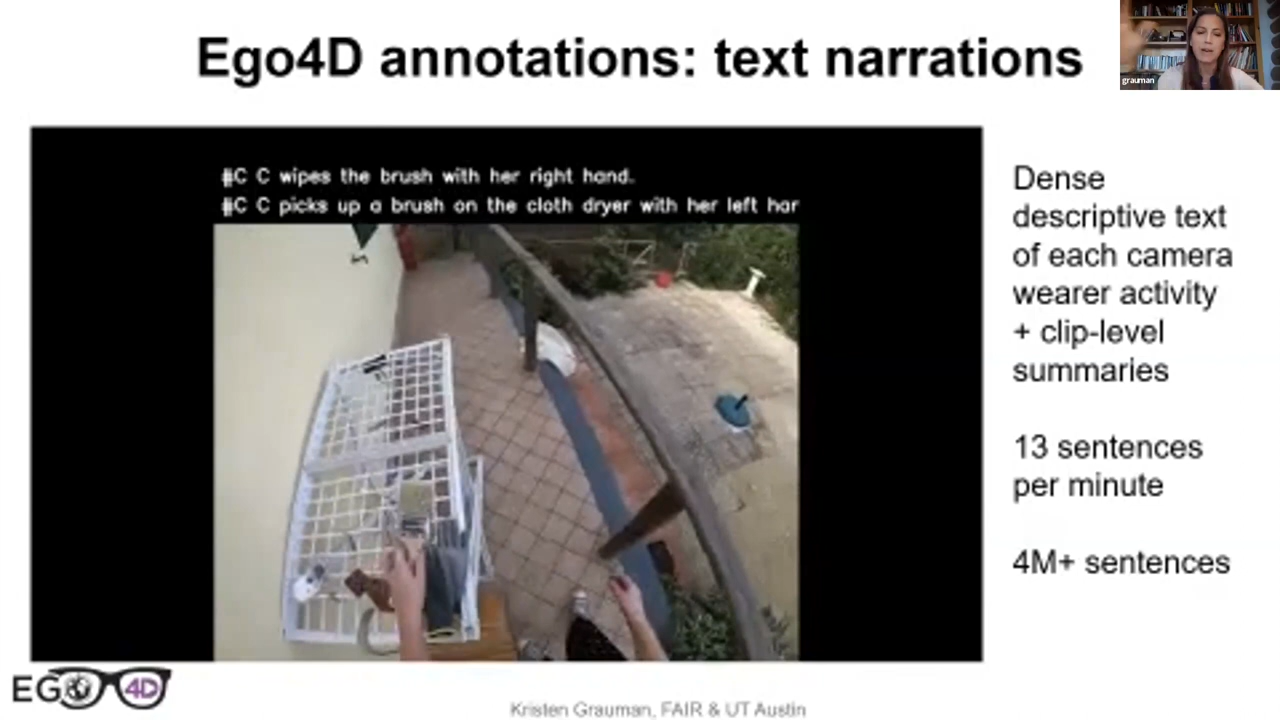 Ego4D annotations: text narrations
grauman
#C C wipes the brush with her right hand.
#C C picks up a brush on the cloth dryer with her left har
Dense
descriptive text
of each camera
wearer activity
+ clip-level
summaries
13 sentences
per minute
4M+ sentences
EGO4D
Kristen Grauman, FAIR & UT Austin